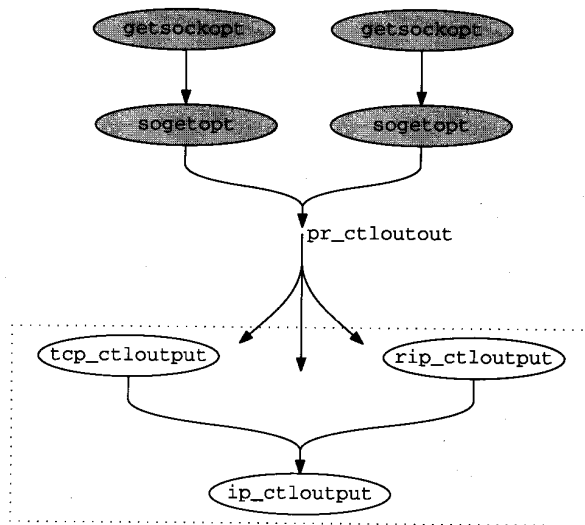 getsockopt getsockopt
sogetopt sogetopt
pr_ctloutout
tcp_ctloutput rip_ctloutput
ip_ctloutput